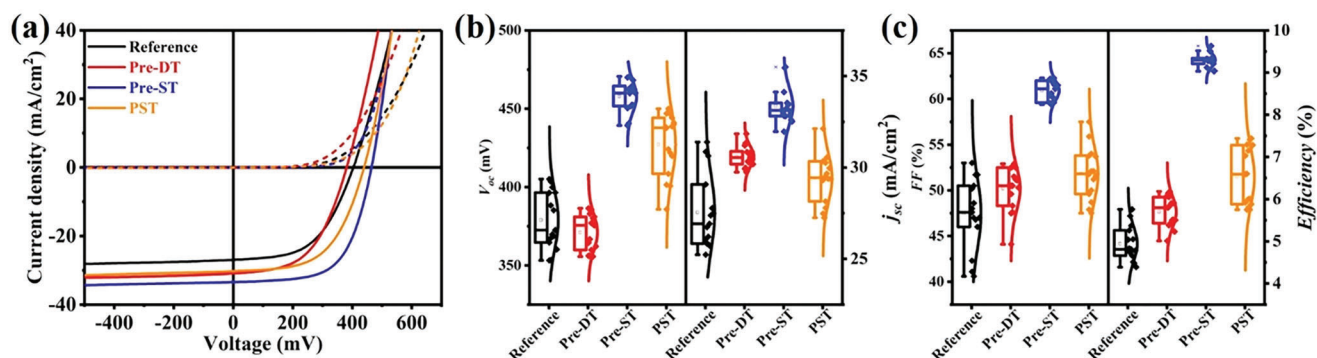 (a)
Current density (mA/cm²)
40
20
0
-20
-40
Reference
Pre-DT
Pre-ST
PST
-400
0
400
600
Voltage (mV)
(b)
500
450
400
350
Voc (mV)
Reference
Pre-DT
Pre-ST
PST
Reference
Pre-DT
Pre-ST
PST
35
30
25
jsc (mA/cm²)
(c)
65
60
55
50
45
40
FF (%)
Reference
Pre-DT
Pre-ST
PST
Reference
Pre-DT
Pre-ST
PST
10
9
8
7
6
5
4
Efficiency (%)